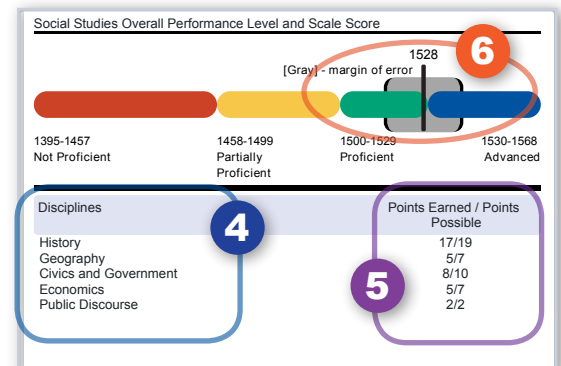 Social Studies Overall Performance Level and Scale Score
1528
6
[Gray] - margin of error
1395-1457
Not Proficient
1458-1499
Partially
Proficient
1500-1529
Proficient
1530-1568
Advanced
Disciplines
4
Points Earned / Points
Possible
History 17/19
Geography 5/7
Civics and Government 8/10
Economics 5/7
Public Discourse 2/2
5